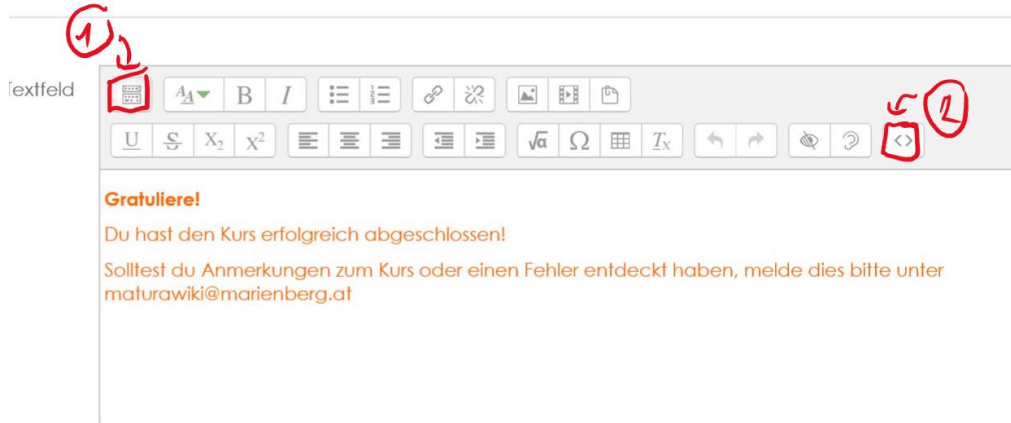 1
Textfeld
2
Gratuliere!
Du hast den Kurs erfolgreich abgeschlossen!
Solltest du Anmerkungen zum Kurs oder einen Fehler entdeckt haben, melde dies bitte unter
maturawiki@marienberg.at